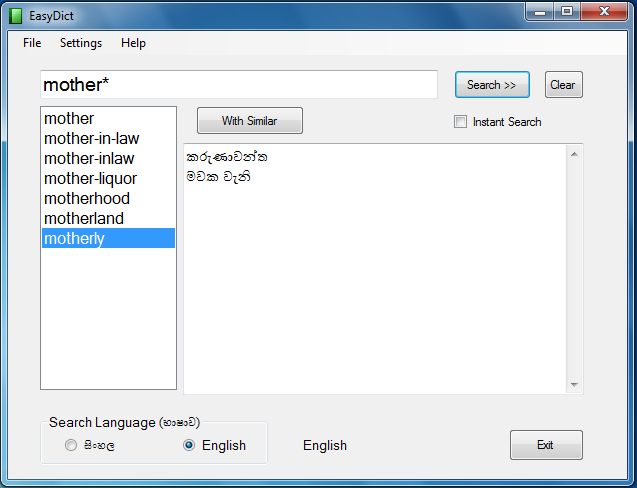 EasyDict
File Settings Help
mother*
Search >>
Clear
With Similar
Instant Search
mother
mother-in-law
mother-inlaw
mother-liquor
motherhood
motherland
motherly
කරුණාවන්ත
මවක වැනි
Search Language (භාෂාව)
සිංහල
English
English
Exit